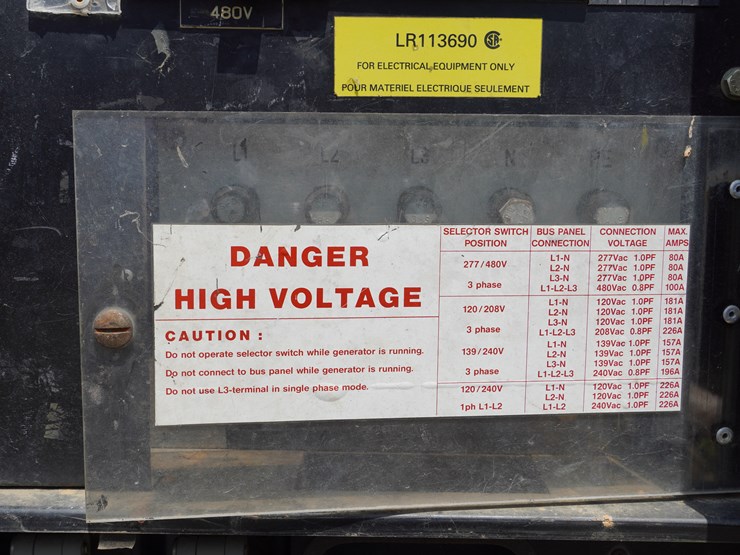 480V
LR113690
FOR ELECTRICAL EQUIPMENT ONLY
POUR MATERIEL ELECTRIQUE SEULEMENT
L1 L2 L3 N PE
DANGER
HIGH VOLTAGE
CAUTION :
Do not operate selector switch while generator is running.
Do not connect to bus panel while generator is running.
Do not use L3-terminal in single phase mode.
SELECTOR SWITCH POSITION BUS PANEL CONNECTION CONNECTION VOLTAGE MAX. AMPS
277/480V L1-N 277Vac 1.0PF 80A
L2-N 277Vac 1.0PF 80A
L3-N 277Vac 1.0PF 80A
3 phase L1-L2-L3 480Vac 0.8PF 100A
120/208V L1-N 120Vac 1.0PF 181A
L2-N 120Vac 1.0PF 181A
L3-N 120Vac 1.0PF 181A
3 phase L1-L2-L3 208Vac 0.8PF 226A
139/240V L1-N 139Vac 1.0PF 157A
L2-N 139Vac 1.0PF 157A
L3-N 139Vac 1.0PF 157A
3 phase L1-L2-L3 240Vac 0.8PF 196A
120/240V L1-N 120Vac 1.0PF 226A
L2-N 120Vac 1.0PF 226A
1ph L1-L2 L1-L2 240Vac 1.0PF 226A